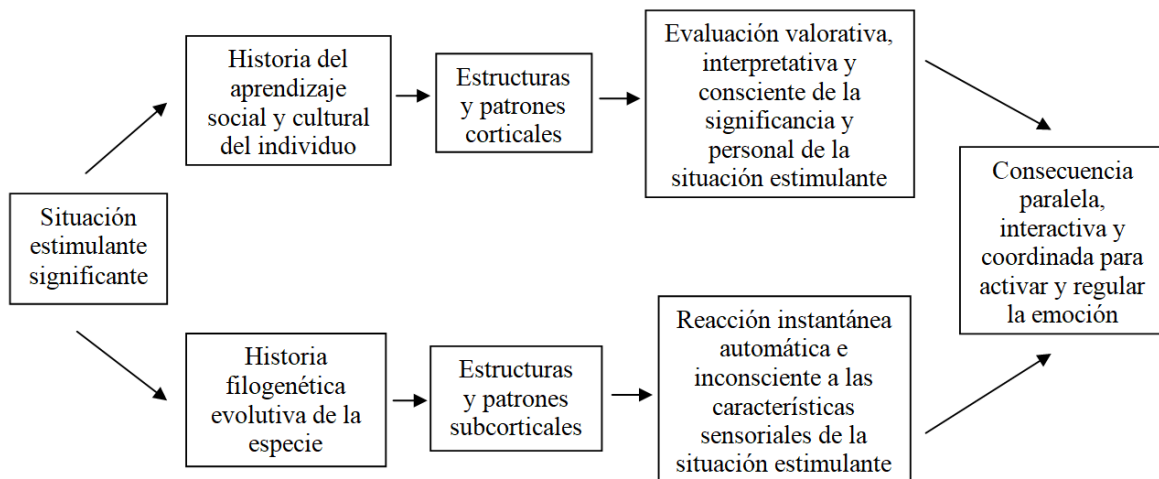 Situación
estimulante
significante
Historia del
aprendizaje
social y cultural
del individuo
Estructuras
y patrones
corticales
Evaluación valorativa,
interpretativa y
consciente de la
significancia y
personal de la
situación estimulante
Historia
filogenética
evolutiva de la
especie
Estructuras
y patrones
subcorticales
Reacción instantánea
automática e
inconsciente a las
características
sensoriales de la
situación estimulante
Consecuencia
paralela,
interactiva y
coordinada para
activar y regular
la emoción